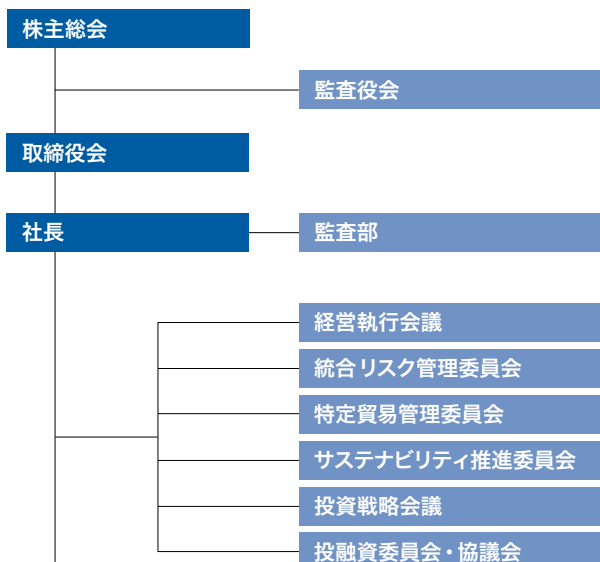 株主総会
監査役会
取締役会
社長
監査部
経営執行会議
統合リスク管理委員会
特定貿易管理委員会
サステナビリティ推進委員会
投資戦略会議
投融資委員会・協議会